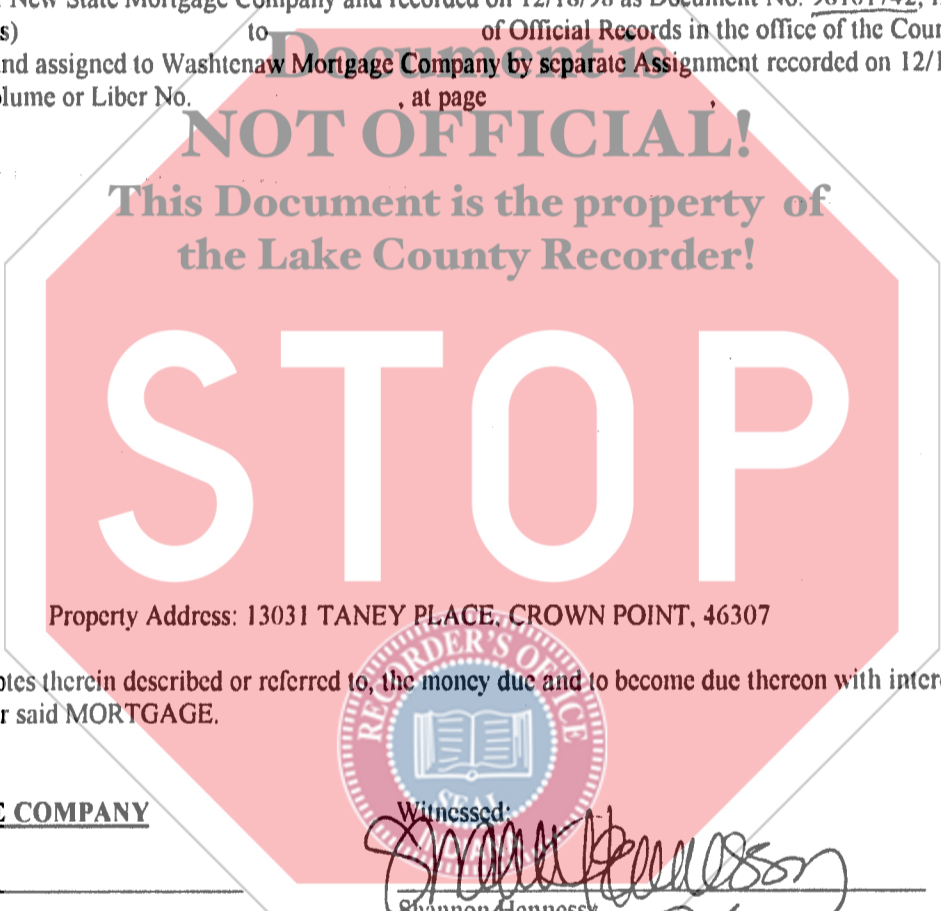 New State Mortgage Company and recorded on 12/18/98 as Document No. 98101742,
s) to of Official Records in the office of the Coun
nd assigned to Washtenaw Mortgage Company by separate Assignment recorded on 12/1
lume or Liber No. , at page ,
Document is
NOT OFFICIAL!
This Document is the property of
the Lake County Recorder!
STOP
Property Address: 13031 TANEY PLACE, CROWN POINT, 46307
otes therein described or referred to, the money due and to become due thereon with intere
r said MORTGAGE.
RECORDER'S OFFICE
SEAL
E COMPANY Witnessed:
Shannon Hennessy